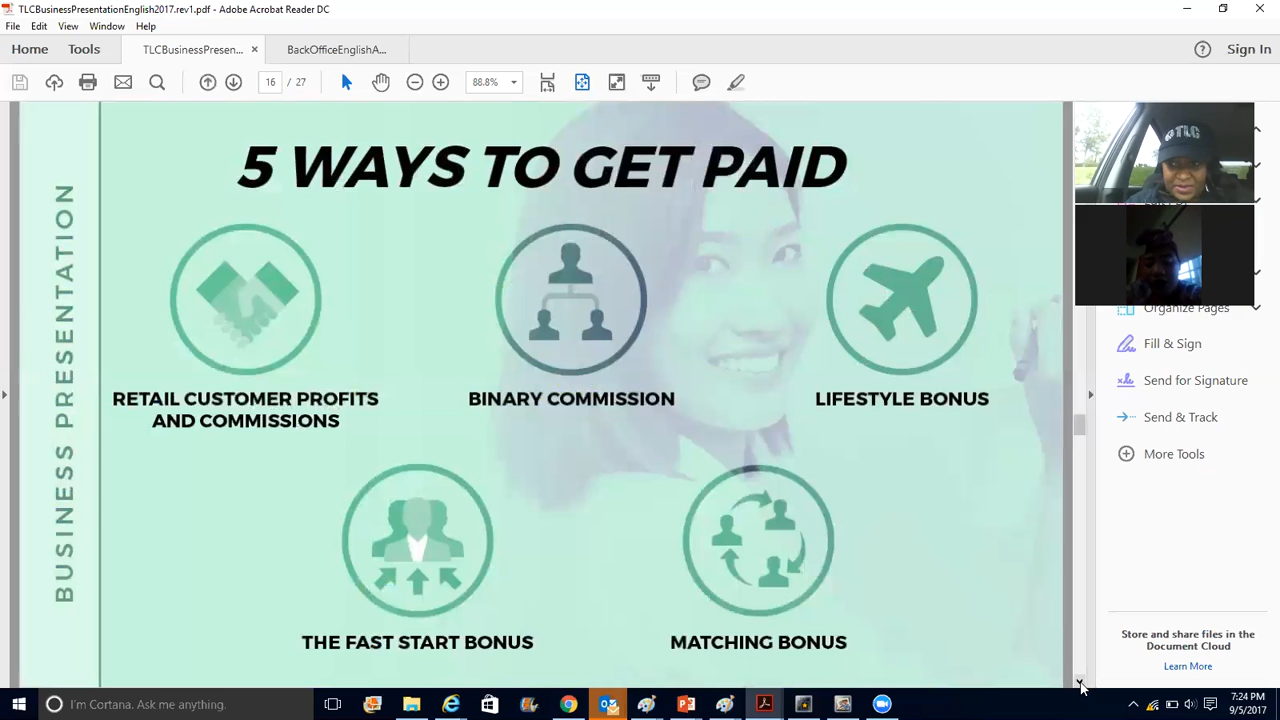 TLCBusinessPresentationEnglish2017.rev1.pdf - Adobe Acrobat Reader DC
File Edit View Window Help
Home Tools TLCBusinessPresen... × BackOfficeEnglishA... Sign In
16 / 27 88.8%
BUSINESS PRESENTATION
5 WAYS TO GET PAID
RETAIL CUSTOMER PROFITS
AND COMMISSIONS
BINARY COMMISSION
LIFESTYLE BONUS
THE FAST START BONUS
MATCHING BONUS
TLC
Organize Pages
Fill & Sign
Send for Signature
Send & Track
More Tools
Store and share files in the
Document Cloud
Learn More
I'm Cortana. Ask me anything.
7:24 PM
9/5/2017